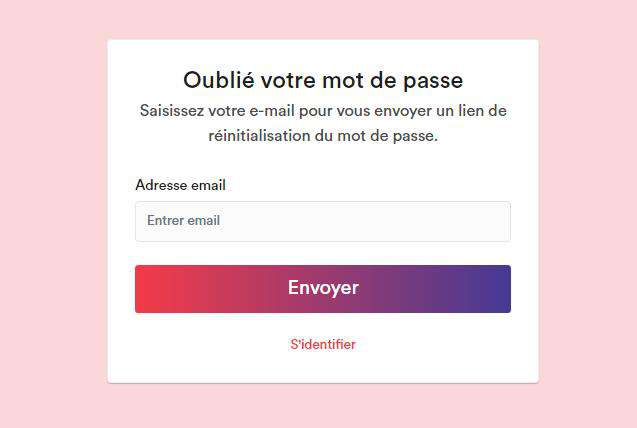 Oublié votre mot de passe
Saisissez votre e-mail pour vous envoyer un lien de
réinitialisation du mot de passe.
Adresse email
Entrer email
Envoyer
S'identifier